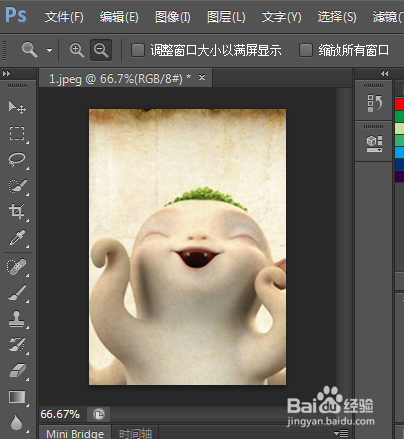 Ps 文件(F) 编辑(E) 图像(I) 图层(L) 文字(Y) 选择(S) 滤镜(
调整窗口大小以满屏显示 缩放所有窗口
1.jpeg @ 66.7%(RGB/8#) * ×
66.67%
Baidu经验
jingyan.baidu.com
Mini Bridge 时间轴